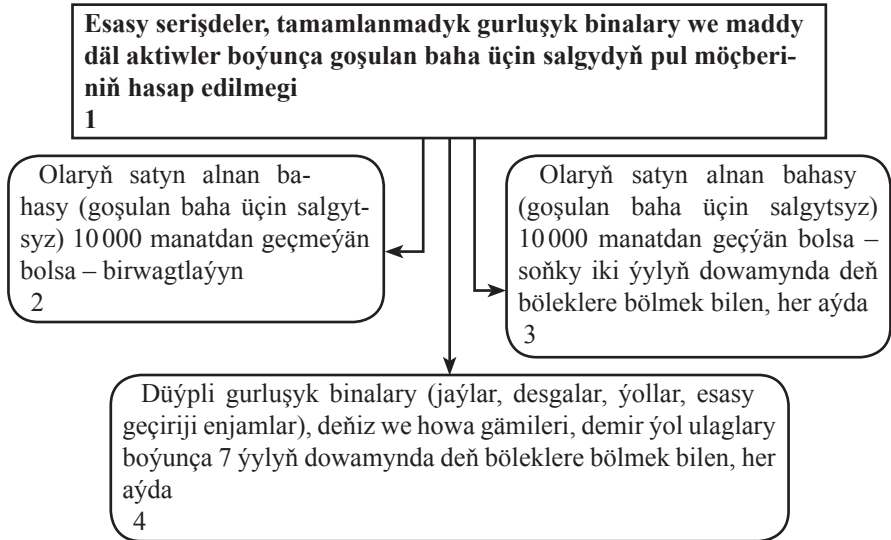 Esasy serişdeler, tamamlanmadyk gurluşyk binalary we maddy
däl aktiwler boýunça goşulan baha üçin salgydyň pul möçberi-
niň hasap edilmegi
1
Olaryň satyn alnan ba-
hasy (goşulan baha üçin salgyt-
syz) 10 000 manatdan geçmeýän
bolsa – birwagtlaýyn
2
Olaryň satyn alnan bahasy
(goşulan baha üçin salgytsyz)
10 000 manatdan geçýän bolsa –
soňky iki ýylyň dowamynda deň
böleklere bölmek bilen, her aýda
3
Düýpli gurluşyk binalary (jaýlar, desgalar, ýollar, esasy
geçiriji enjamlar), deňiz we howa gämileri, demir ýol ulaglary
boýunça 7 ýylyň dowamynda deň böleklere bölmek bilen, her
aýda
4